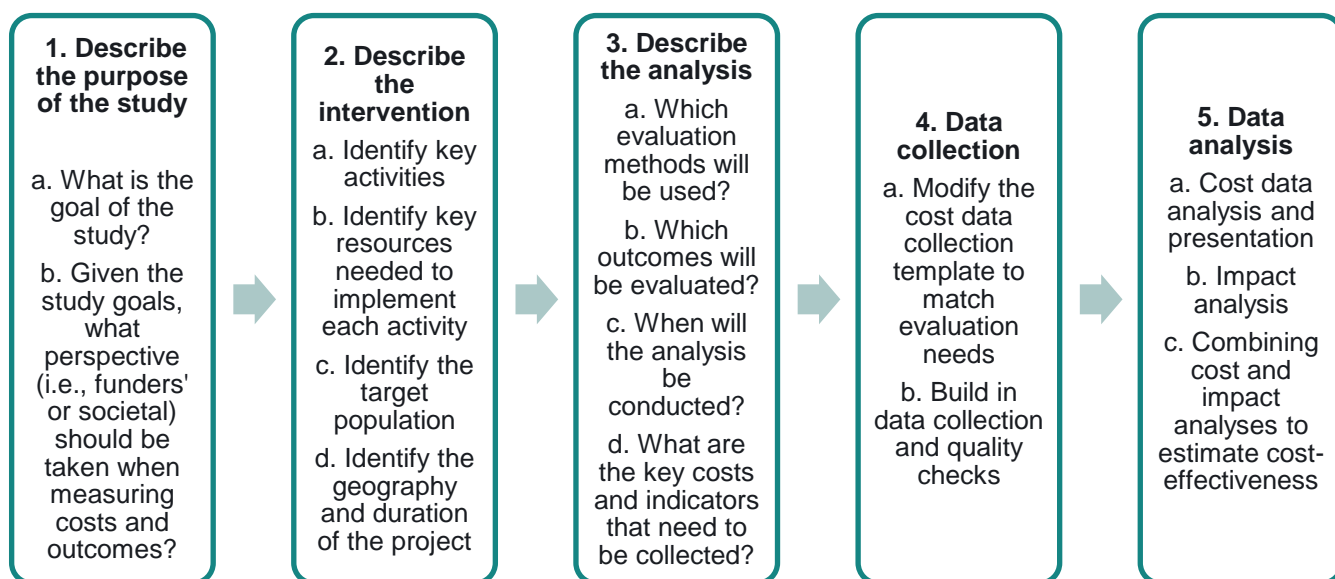 1. Describe
the purpose
of the study
a. What is the
goal of the
study?
b. Given the
study goals,
what
perspective
(i.e., funders'
or societal)
should be
taken when
measuring
costs and
outcomes?
2. Describe
the
intervention
a. Identify key
activities
b. Identify key
resources
needed to
implement
each activity
c. Identify the
target
population
d. Identify the
geography
and duration
of the project
3. Describe
the analysis
a. Which
evaluation
methods will
be used?
b. Which
outcomes will
be evaluated?
c. When will
the analysis
be
conducted?
d. What are
the key costs
and indicators
that need to
be collected?
4. Data
collection
a. Modify the
cost data
collection
template to
match
evaluation
needs
b. Build in
data collection
and quality
checks
5. Data
analysis
a. Cost data
analysis and
presentation
b. Impact
analysis
c. Combining
cost and
impact
analyses to
estimate cost-
effectiveness